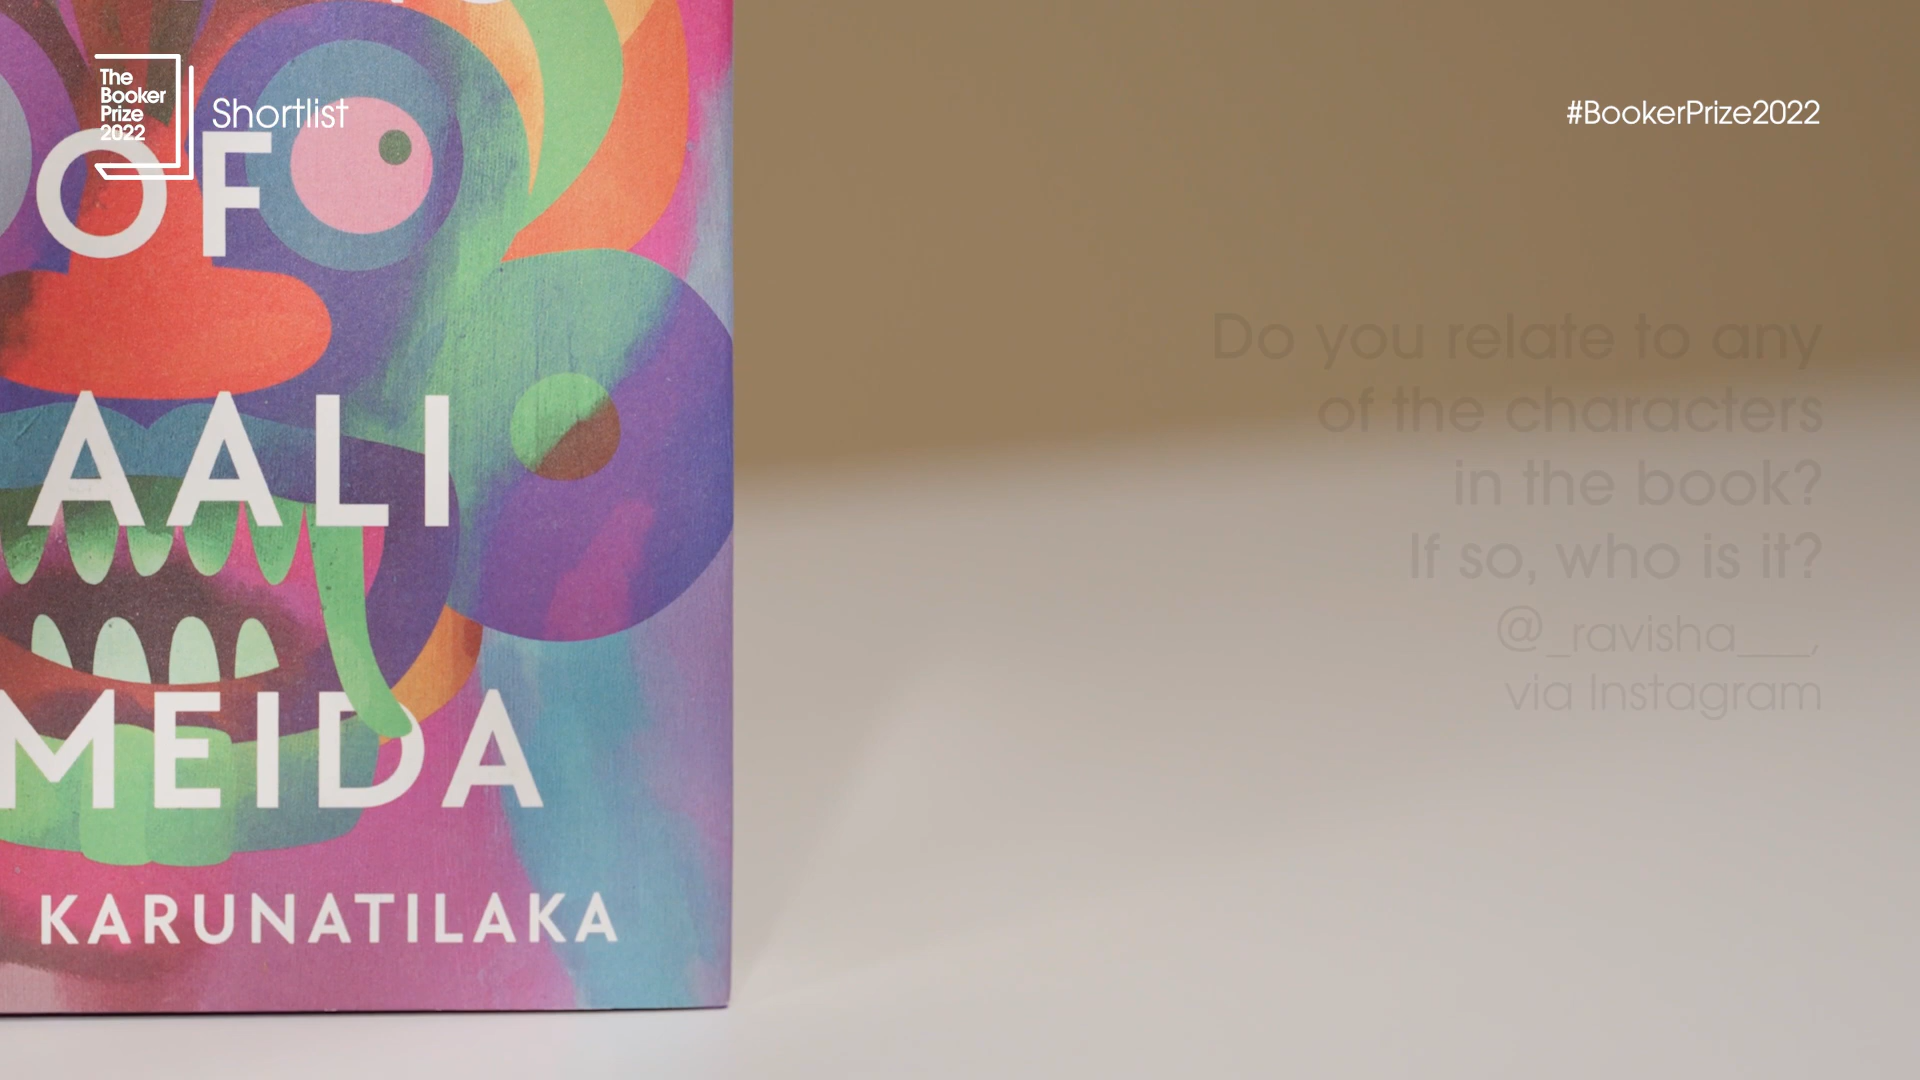 The
Booker
Prize
2022
Shortlist
#BookerPrize2022
OF
AALI
MEIDA
KARUNATILAKA
Do you relate to any
of the characters
in the book?
If so, who is it?
@_ravisha___,
via Instagram